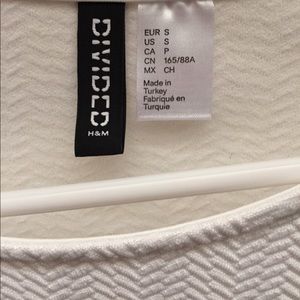 DIVIDED
H&M
EUR S
US S
CA P
CN 165/88A
MX CH
Made in
Turkey
Fabriqué en
Turquie